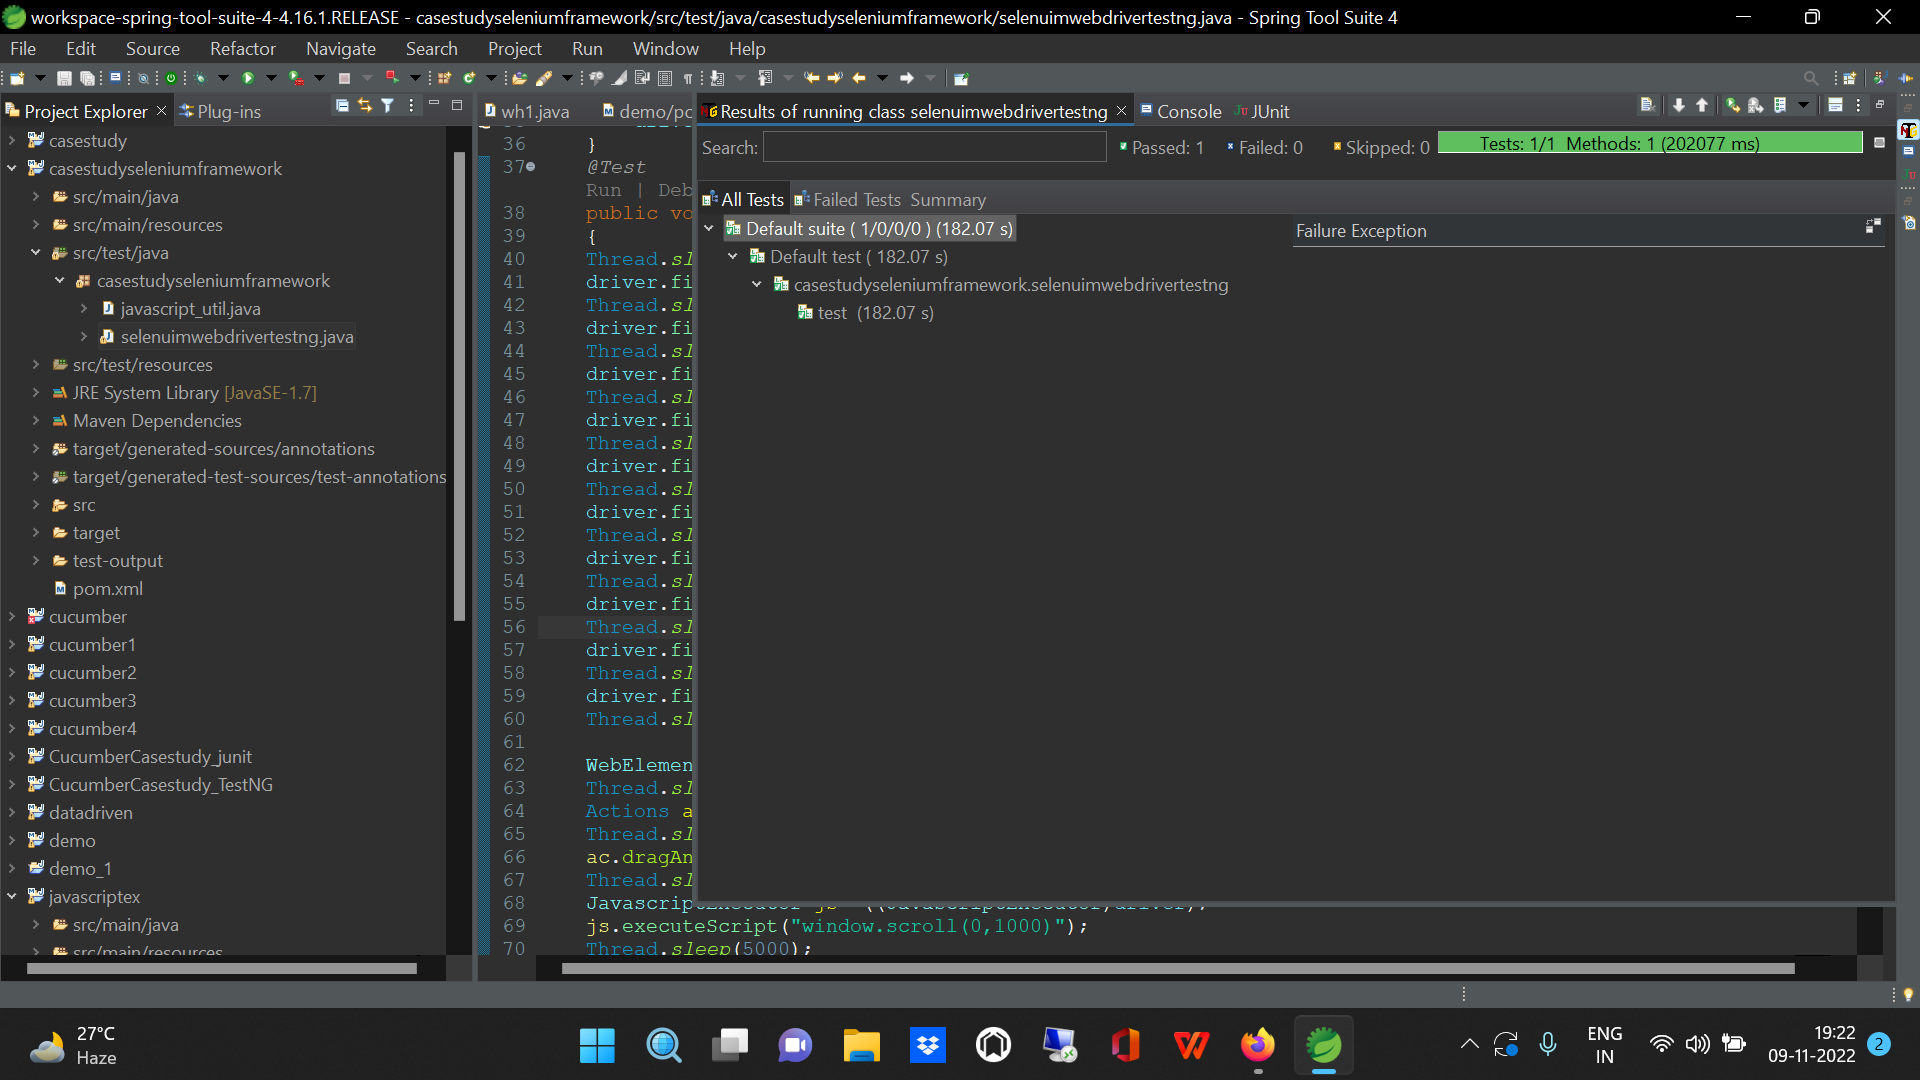 workspace-spring-tool-suite-4-4.16.1.RELEASE - casestudyseleniumframework/src/test/java/casestudyseleniumframework/selenuimwebdrivertestng.java - Spring Tool Suite 4
File Edit Source Refactor Navigate Search Project Run Window Help
Project Explorer Plug-ins
casestudy
casestudyseleniumframework
src/main/java
src/main/resources
src/test/java
casestudyseleniumframework
javascript_util.java
selenuimwebdrivertestng.java
src/test/resources
JRE System Library [JavaSE-1.7]
Maven Dependencies
target/generated-sources/annotations
target/generated-test-sources/test-annotations
src
target
test-output
pom.xml
cucumber
cucumber1
cucumber2
cucumber3
cucumber4
CucumberCasestudy_junit
CucumberCasestudy_TestNG
datadriven
demo
demo_1
javascriptex
src/main/java
src/main/resources
wh1.java demo/po
36 }
37 @Test
Run | Deb
38 public vo
39 {
40 Thread.sl
41 driver.fi
42 Thread.sl
43 driver.fi
44 Thread.sl
45 driver.fi
46 Thread.sl
47 driver.fi
48 Thread.sl
49 driver.fi
50 Thread.sl
51 driver.fi
52 Thread.sl
53 driver.fi
54 Thread.sl
55 driver.fi
56 Thread.sl
57 driver.fi
58 Thread.sl
59 driver.fi
60 Thread.sl
61
62 WebElemen
63 Thread.sl
64 Actions a
65 Thread.sl
66 ac.dragAn
67 Thread.sl
68
69 js.executeScript("window.scroll(0,1000)");
70 Thread.sleep(5000);
Results of running class selenuimwebdrivertestng Console JUnit
Search: Passed: 1 Failed: 0 Skipped: 0 Tests: 1/1 Methods: 1 (202077 ms)
All Tests Failed Tests Summary
Default suite ( 1/0/0/0 ) (182.07 s)
Default test ( 182.07 s)
casestudyseleniumframework.selenuimwebdrivertestng
test (182.07 s)
Failure Exception
27°C
Haze
ENG
IN
19:22
09-11-2022
2